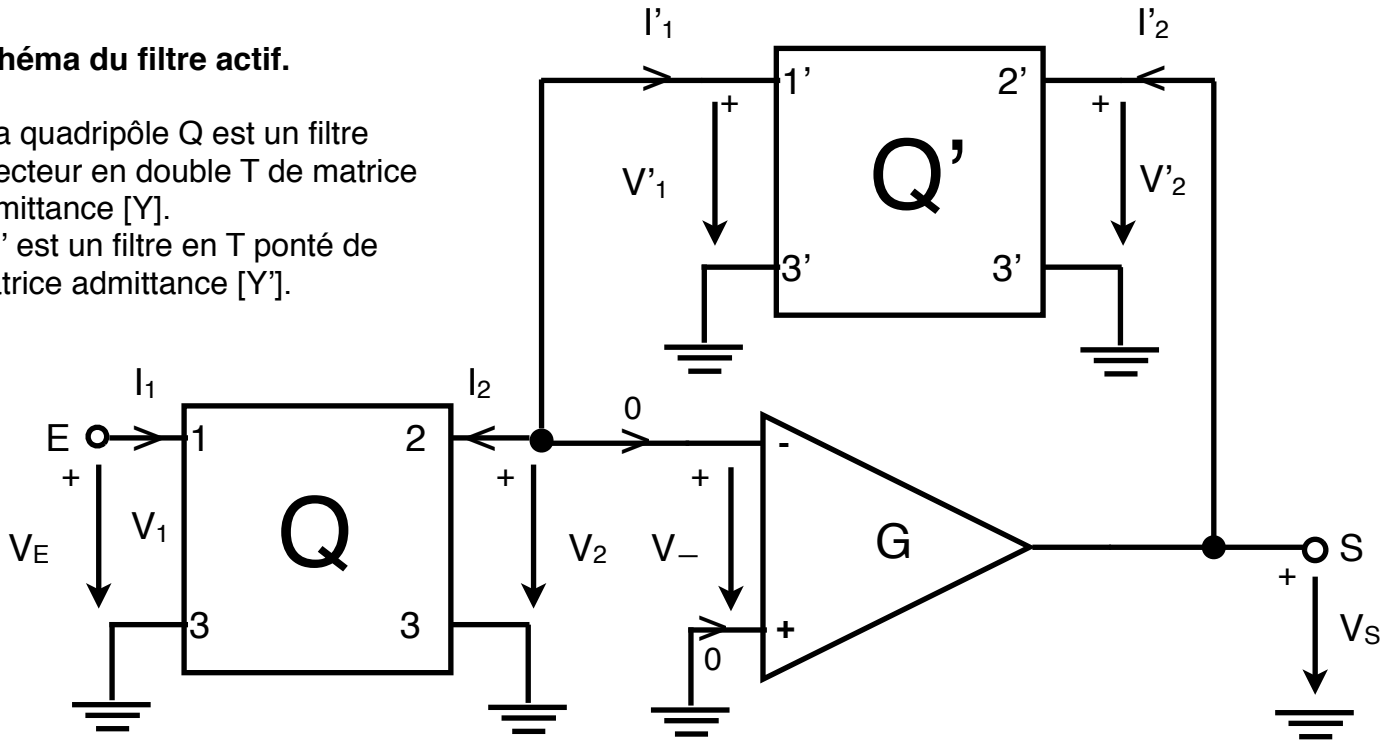 héma du filtre actif.
a quadripôle Q est un filtre
ecteur en double T de matrice
mittance [Y].
' est un filtre en T ponté de
trice admittance [Y'].
I'1
I'2
1'
2'
+
+
Q'
V'1
V'2
3'
3'
I1
I2
0
E
1
2
-
+
+
+
VE
V1
Q
V2
V–
G
S
+
3
3
+
0
VS